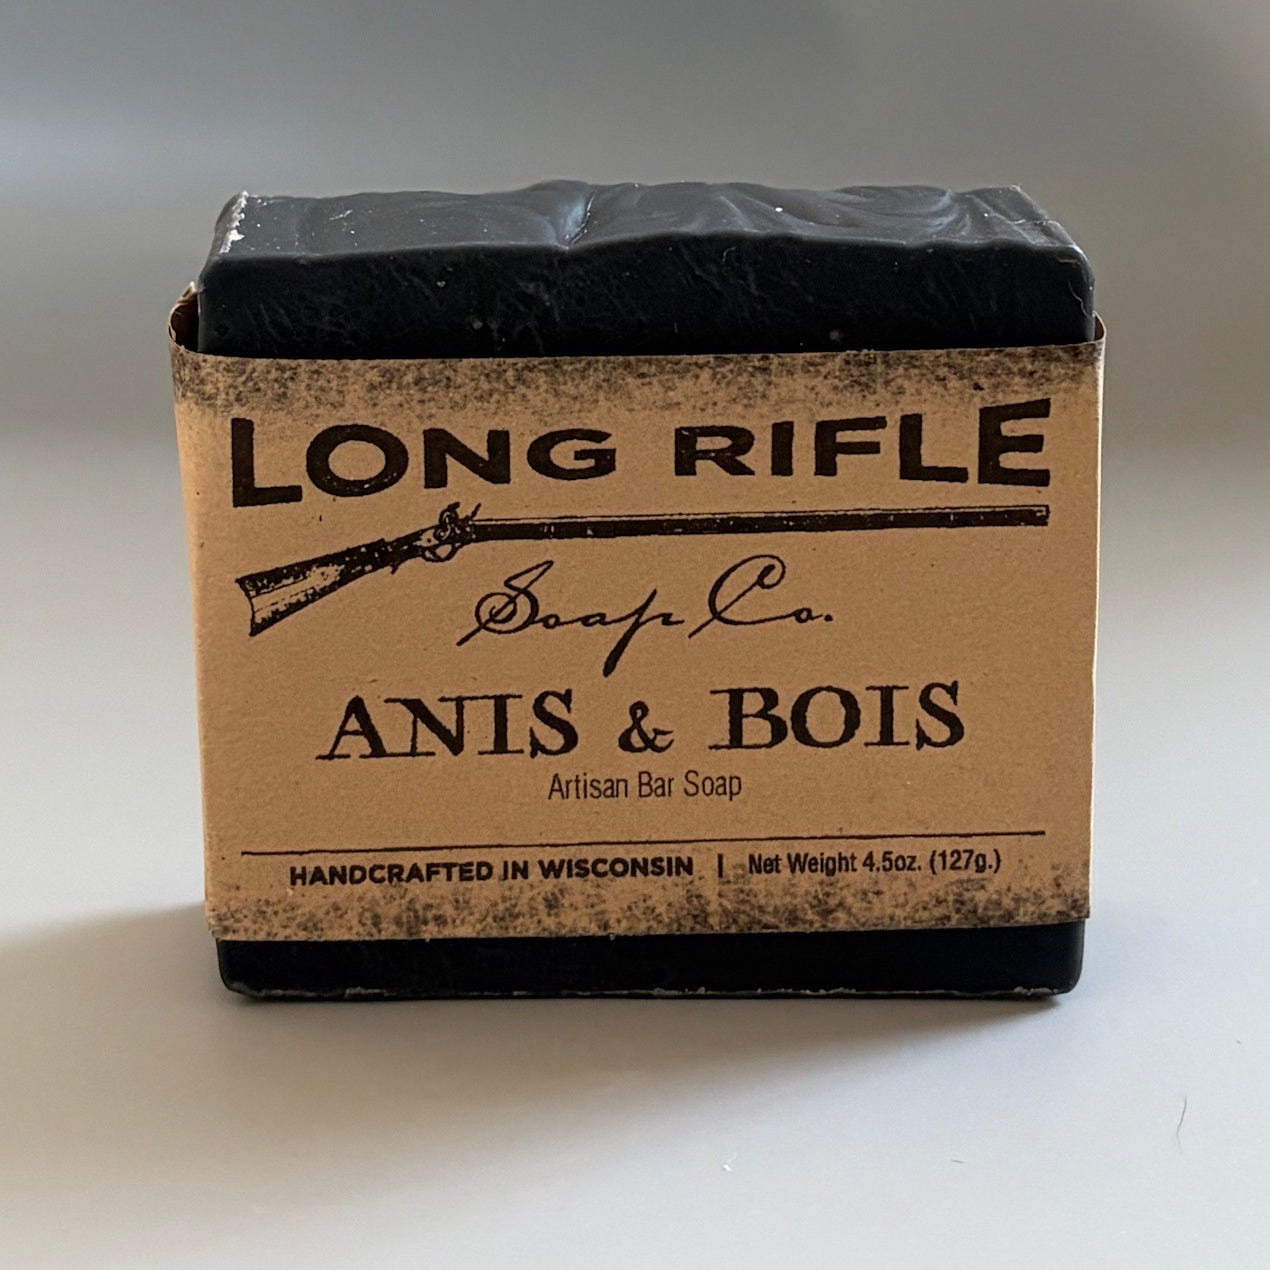 LONG RIFLE
Soap Co.
ANIS & BOIS
Artisan Bar Soap
HANDCRAFTED IN WISCONSIN | Net Weight 4.5oz. (127g.)